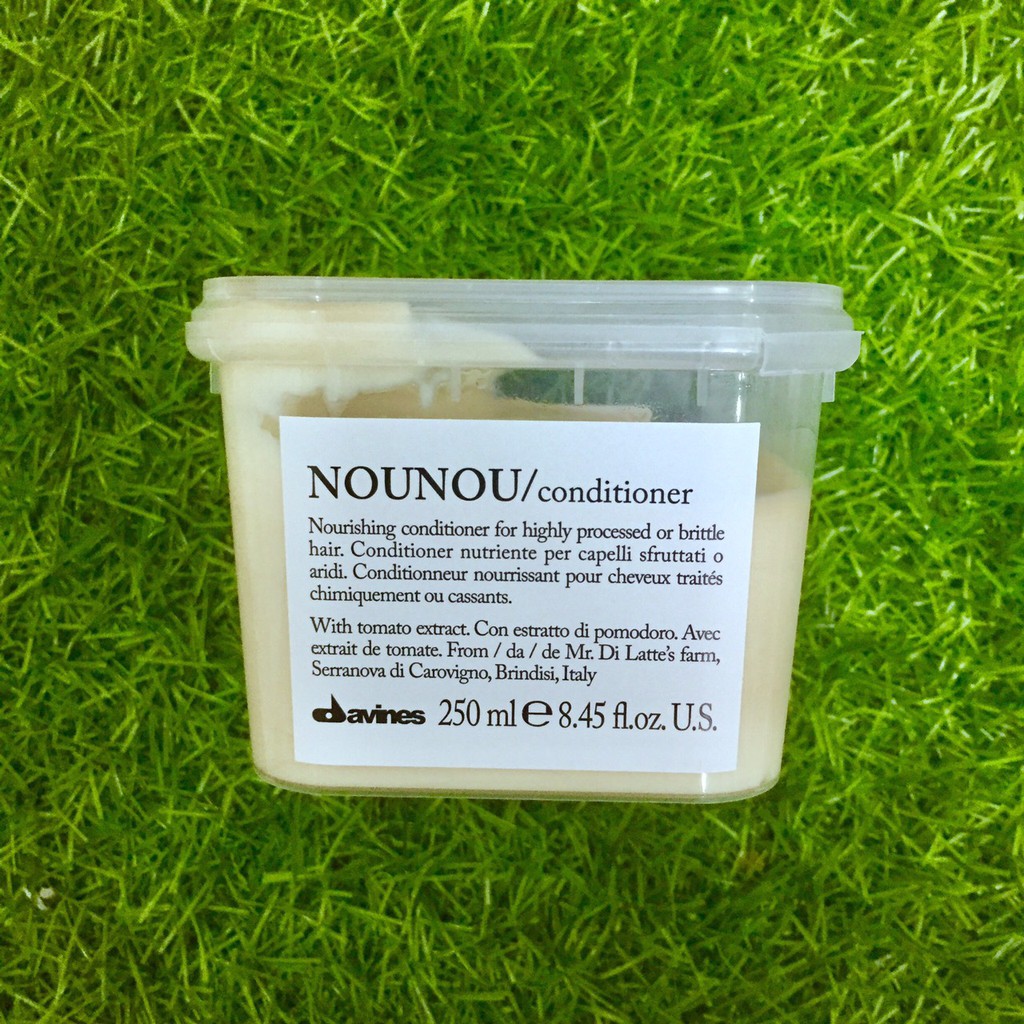 NOUNOU/conditioner
Nourishing conditioner for highly processed or brittle
hair. Conditioner nutriente per capelli sfruttati o
aridi. Conditionneur nourrissant pour cheveux traités
chimiquement ou cassants.
With tomato extract. Con estratto di pomodoro. Avec
extrait de tomate. From / da / de Mr. Di Latte's farm,
Serranova di Carovigno, Brindisi, Italy
davines 250 ml ℮ 8.45 fl.oz. U.S.